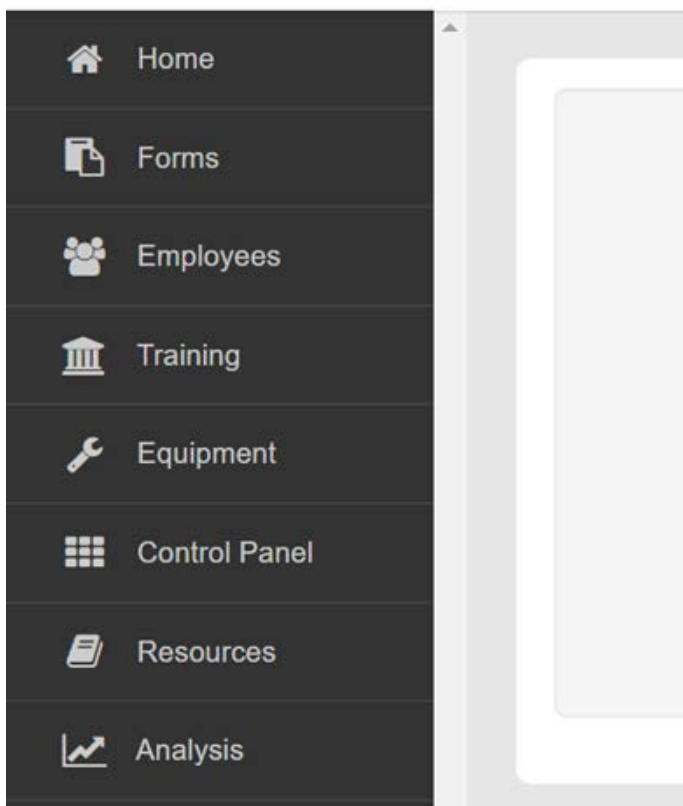 Home
Forms
Employees
Training
Equipment
Control Panel
Resources
Analysis